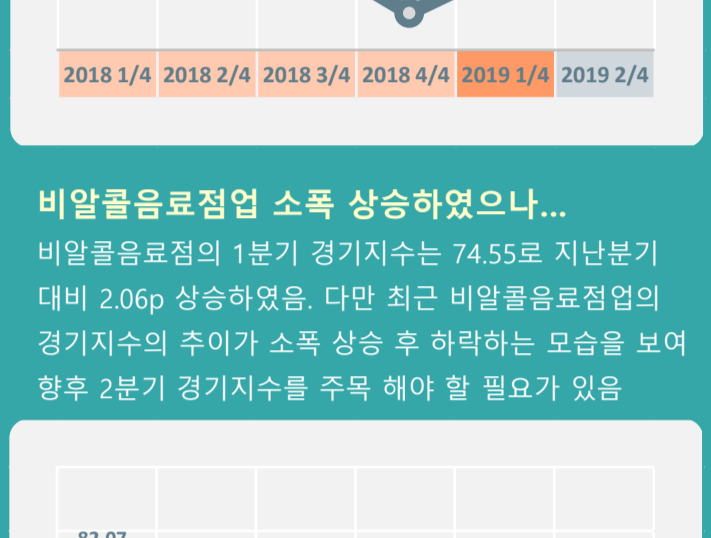 2018 1/4 2018 2/4 2018 3/4 2018 4/4 2019 1/4 2019 2/4
비알콜음료점업 소폭 상승하였으나...
비알콜음료점의 1분기 경기지수는 74.55로 지난분기
대비 2.06p 상승하였음. 다만 최근 비알콜음료점업의
경기지수의 추이가 소폭 상승 후 하락하는 모습을 보여
향후 2분기 경기지수를 주목 해야 할 필요가 있음